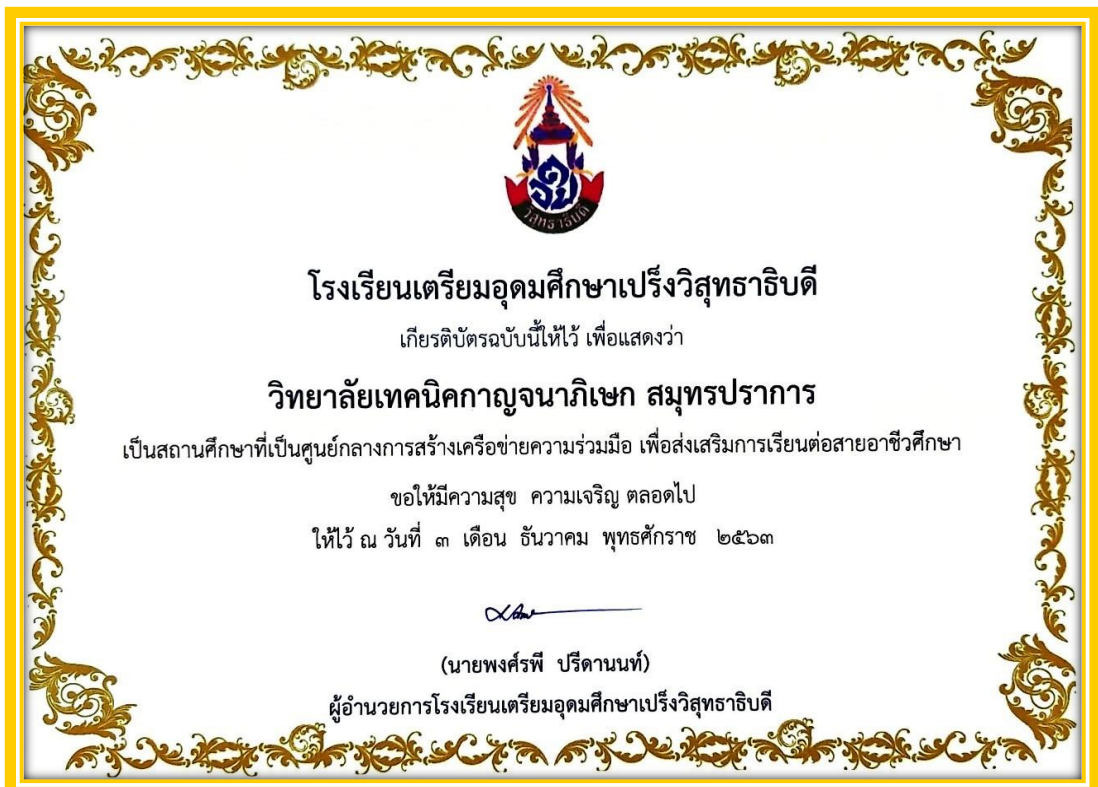 วิสุทธาธิบดี
โรงเรียนเตรียมอุดมศึกษาเปร็งวิสุทธาธิบดี
เกียรติบัตรฉบับนี้ให้ไว้ เพื่อแสดงว่า
วิทยาลัยเทคนิคกาญจนาภิเษก สมุทรปราการ
เป็นสถานศึกษาที่เป็นศูนย์กลางการสร้างเครือข่ายความร่วมมือ เพื่อส่งเสริมการเรียนต่อสายอาชีวศึกษา
ขอให้มีความสุข ความเจริญ ตลอดไป
ให้ไว้ ณ วันที่ ๓ เดือน ธันวาคม พุทธศักราช ๒๕๖๓
(นายพงศ์รพี ปรีดานนท์)
ผู้อำนวยการโรงเรียนเตรียมอุดมศึกษาเปร็งวิสุทธาธิบดี